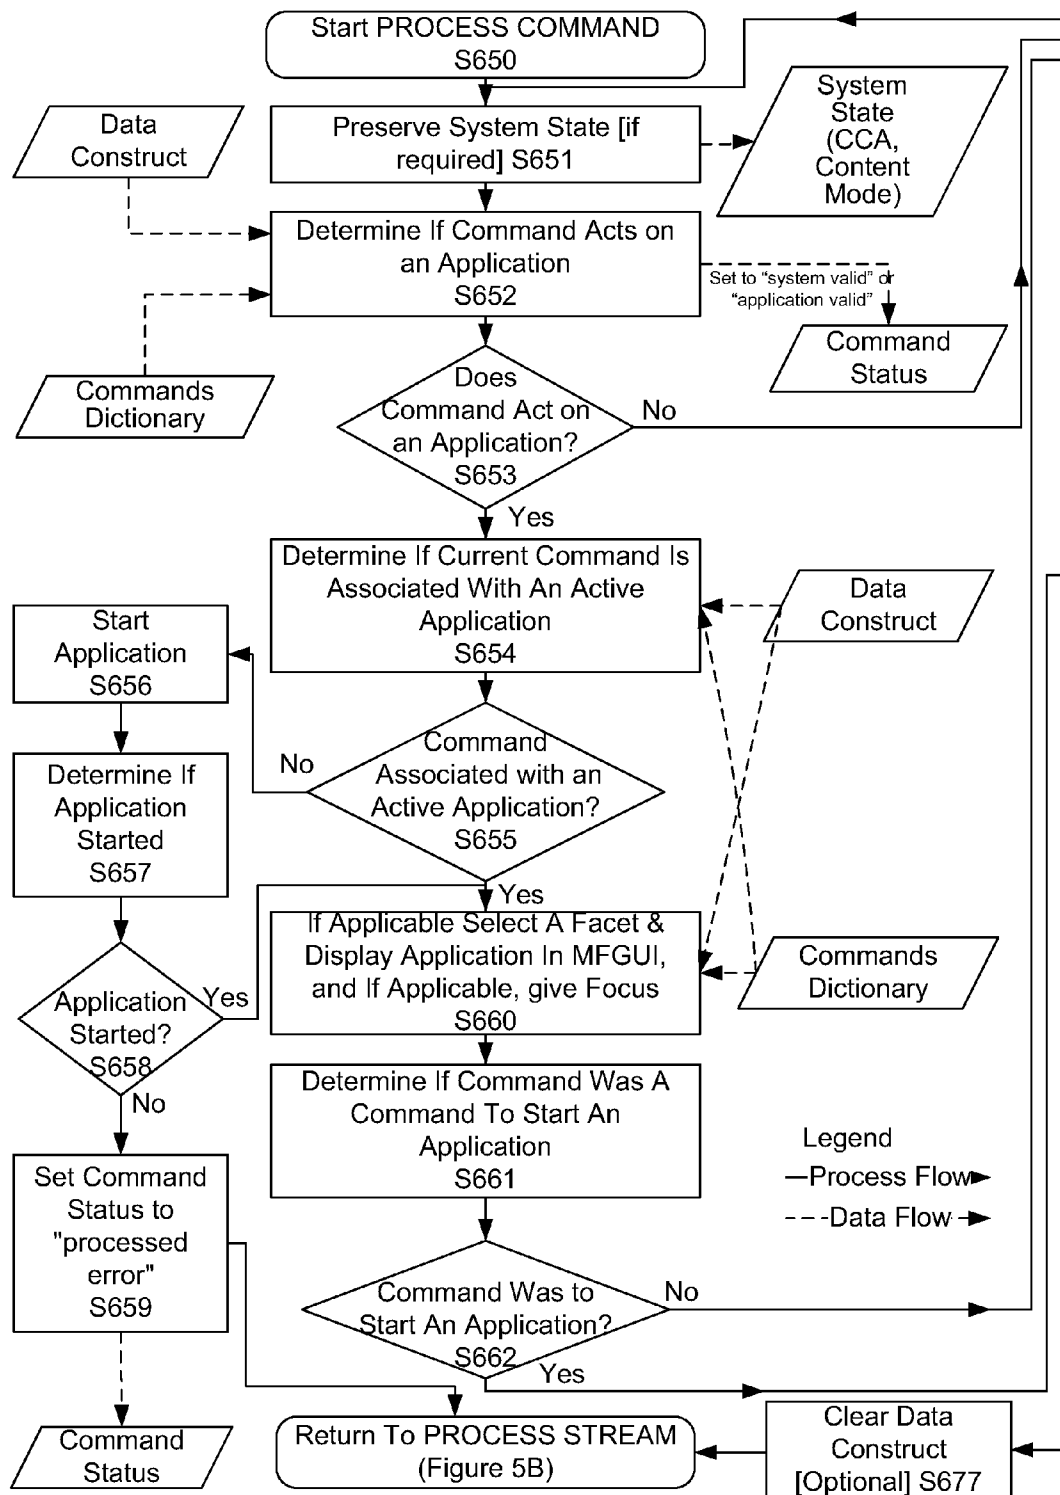 Start PROCESS COMMAND
S650
System
State
(CCA,
Content
Mode)
Data
Construct
Preserve System State [if
required] S651
Determine If Command Acts on
an Application
S652
Set to “system valid” or
“application valid”
Command
Status
Commands
Dictionary
Does
Command Act on
an Application?
S653
No
Yes
Determine If Current Command Is
Associated With An Active
Application
S654
Data
Construct
Start
Application
S656
Command
Associated with an
Active Application?
S655
No
Yes
Determine If
Application
Started
S657
If Applicable Select A Facet &
Display Application In MFGUI,
and If Applicable, give Focus
S660
Commands
Dictionary
Application
Started?
S658
Yes
No
Determine If Command Was A
Command To Start An
Application
S661
Legend
Process Flow
Data Flow
Set Command
Status to
"processed
error"
S659
Command Was to
Start An Application?
S662
No
Yes
Command
Status
Return To PROCESS STREAM
(Figure 5B)
Clear Data
Construct
[Optional] S677